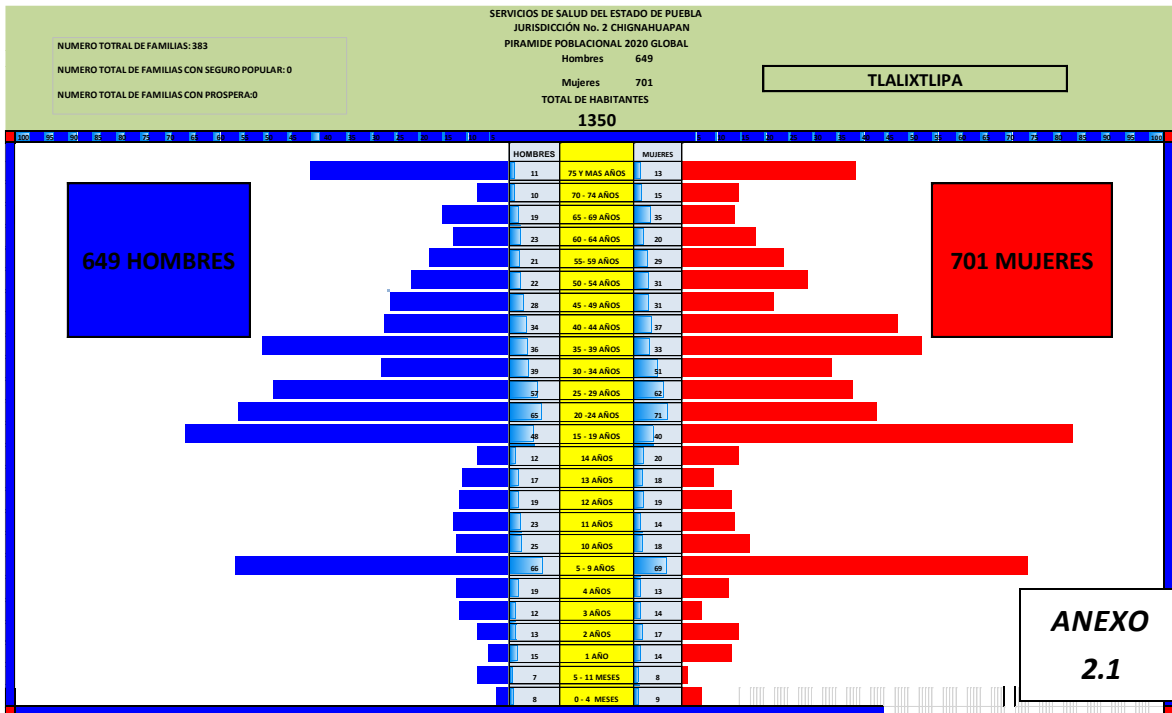 SERVICIOS DE SALUD DEL ESTADO DE PUEBLA
JURISDICCIÓN No. 2 CHIGNAHUAPAN
PIRAMIDE POBLACIONAL 2020 GLOBAL
Hombres 649
Mujeres 701
TOTAL DE HABITANTES
1350
NUMERO TOTRAL DE FAMILIAS: 383
NUMERO TOTAL DE FAMILIAS CON SEGURO POPULAR: 0
NUMERO TOTAL DE FAMILIAS CON PROSPERA:0
TLALIXTLIPA
HOMBRES MUJERES
11 75 Y MAS AÑOS 13
10 70 - 74 AÑOS 15
19 65 - 69 AÑOS 35
23 60 - 64 AÑOS 20
21 55- 59 AÑOS 29
22 50 - 54 AÑOS 31
28 45 - 49 AÑOS 31
34 40 - 44 AÑOS 37
36 35 - 39 AÑOS 33
39 30 - 34 AÑOS 51
57 25 - 29 AÑOS 62
65 20 -24 AÑOS 71
48 15 - 19 AÑOS 40
12 14 AÑOS 20
17 13 AÑOS 18
19 12 AÑOS 19
23 11 AÑOS 14
25 10 AÑOS 18
66 5 - 9 AÑOS 69
19 4 AÑOS 13
12 3 AÑOS 14
13 2 AÑOS 17
15 1 AÑO 14
7 5 - 11 MESES 8
8 0 - 4 MESES 9
649 HOMBRES
701 MUJERES
ANEXO
2.1